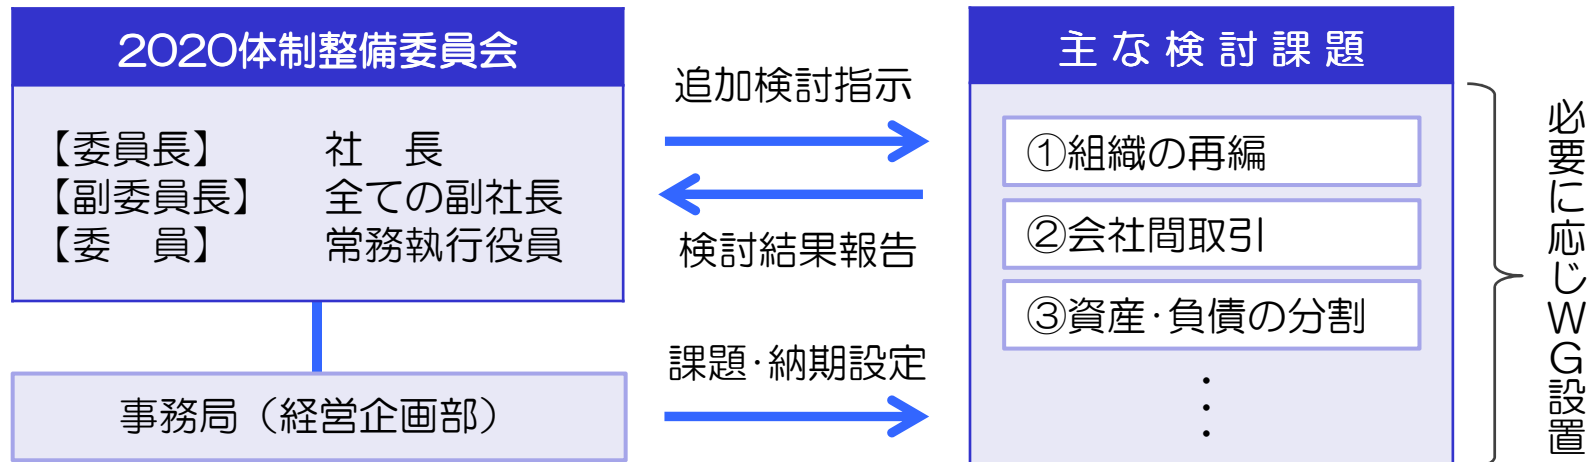 2020体制整備委員会
【委員長】　　　社　長
【副委員長】　　全ての副社長
【委　員】　　　常務執行役員
事務局（経営企画部）
追加検討指示
検討結果報告
課題・納期設定
主な検討課題
①組織の再編
②会社間取引
③資産・負債の分割
・
・
・
必要に応じWG設置